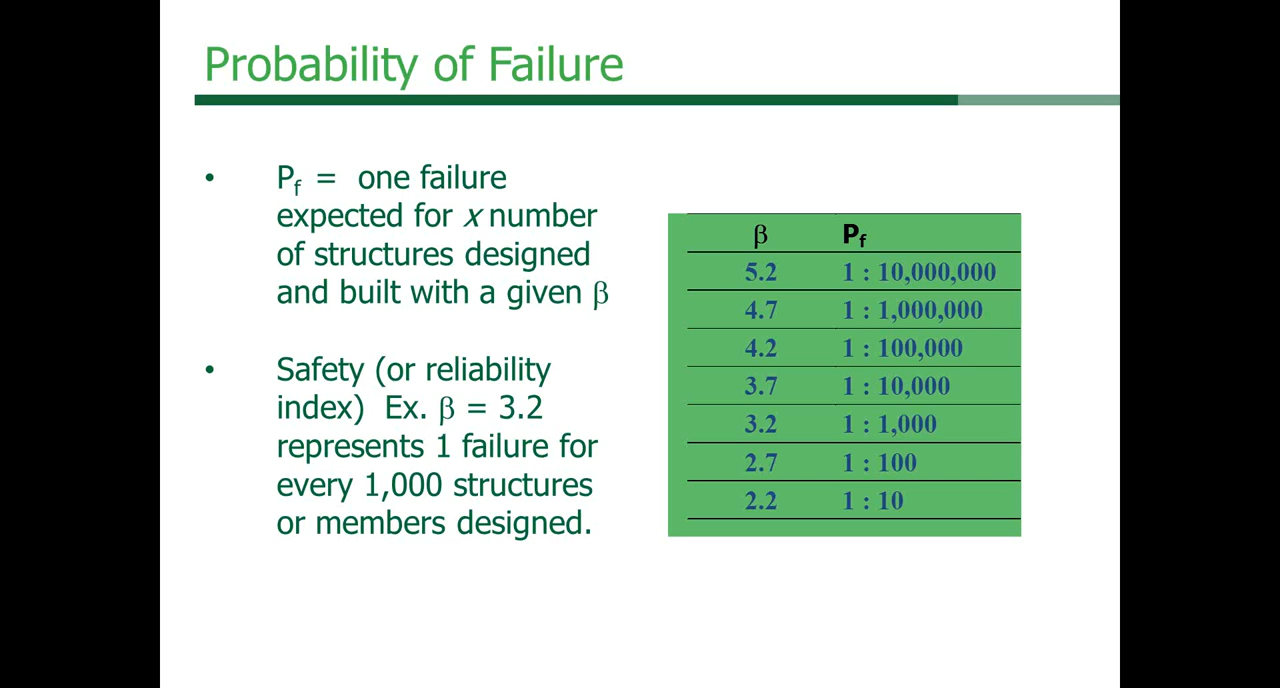 Probability of Failure
• Pf = one failure
expected for x number
of structures designed
and built with a given β
• Safety (or reliability
index) Ex. β = 3.2
represents 1 failure for
every 1,000 structures
or members designed.
β Pf
5.2 1 : 10,000,000
4.7 1 : 1,000,000
4.2 1 : 100,000
3.7 1 : 10,000
3.2 1 : 1,000
2.7 1 : 100
2.2 1 : 10